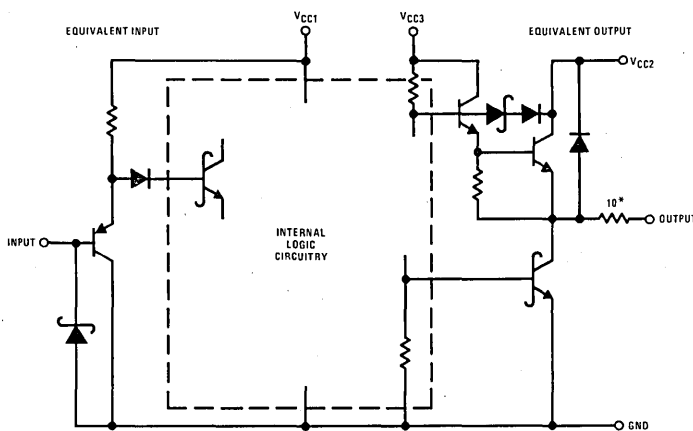 EQUIVALENT INPUT
VCC1
VCC3
EQUIVALENT OUTPUT
VCC2
INPUT
INTERNAL
LOGIC
CIRCUITRY
10*
OUTPUT
GND